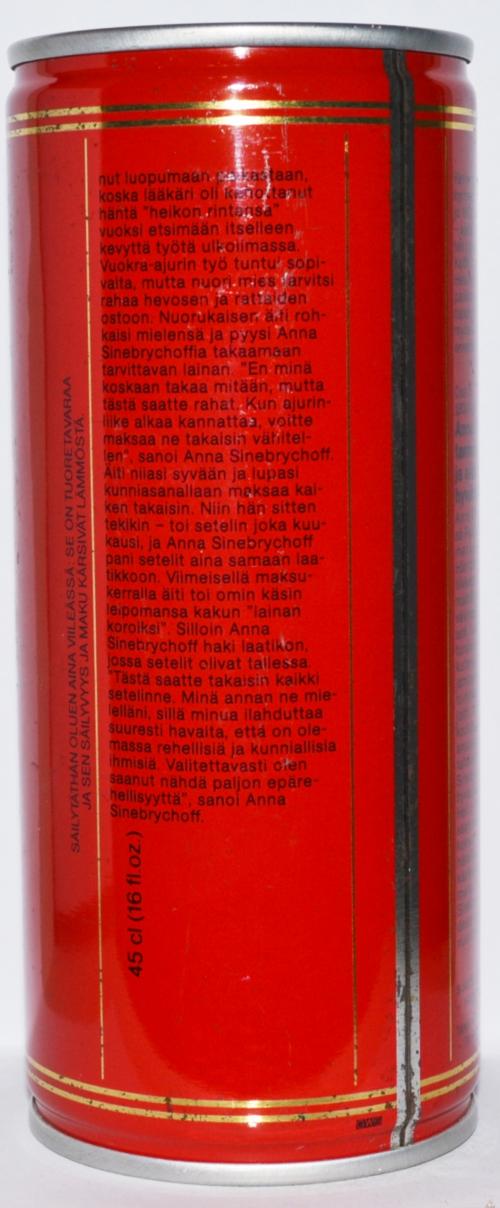 nut luopumaan paikastaan,
koska lääkäri oli kehottanut
häntä "heikon rintansa"
vuoksi etsimään itselleen
kevyttä työtä ulkoilmassa.
Vuokra-ajurin työ tuntui sopi-
valta, mutta nuori mies tarvitsi
rahaa hevosen ja rattaiden
ostoon. Nuorukaisen äiti roh-
kaisi mielensä ja pyysi Anna
Sinebrychoffia takaamaan
tarvittavan lainan. "En minä
koskaan takaa mitään, mutta
tästä saatte rahat. Kun ajurin-
liike alkaa kannattaa, voitte
maksaa ne takaisin vähitel-
len", sanoi Anna Sinebrychoff.
Äiti niiasi syvään ja lupasi
kunniasanallaan maksaa kai-
ken takaisin. Niin hän sitten
tekikin – toi setelin joka kuu-
kausi, ja Anna Sinebrychoff
pani setelit aina samaan laa-
tikkoon. Viimeisellä maksu-
kerralla äiti toi omin käsin
leipomansa kakun "lainan
koroiksi". Silloin Anna
Sinebrychoff haki laatikon,
jossa setelit olivat tallessa.
"Tästä saatte takaisin kaikki
setelinne. Minä annan ne mie-
lelläni, sillä minua ilahduttaa
suuresti havaita, että on ole-
massa rehellisiä ja kunniallisia
ihmisiä. Valitettavasti olen
saanut nähdä paljon epäre-
hellisyyttä", sanoi Anna
Sinebrychoff.
45 cl (16 fl.oz.)
SÄILYTÄTHÄN OLUEN AINA VIILEÄSSÄ. SE ON TUORETAVARAA
JA SEN SÄILYVYYS JA MAKU KÄRSIVÄT LÄMMÖSTÄ.